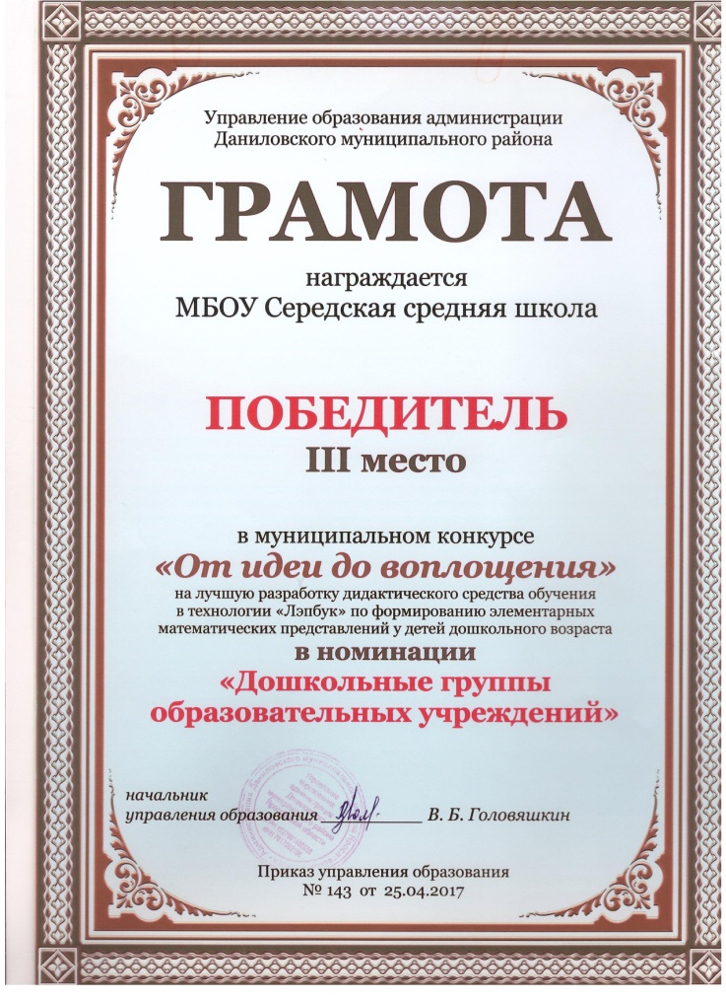 Управление образования администрации
Даниловского муниципального района
ГРАМОТА
награждается
МБОУ Середская средняя школа
ПОБЕДИТЕЛЬ
III место
в муниципальном конкурсе
«От идеи до воплощения»
на лучшую разработку дидактического средства обучения
в технологии «Лэпбук» по формированию элементарных
математических представлений у детей дошкольного возраста
в номинации
«Дошкольные группы
образовательных учреждений»
начальник
управления образования ____________ В. Б. Головяшкин
Приказ управления образования
№ 143 от 25.04.2017